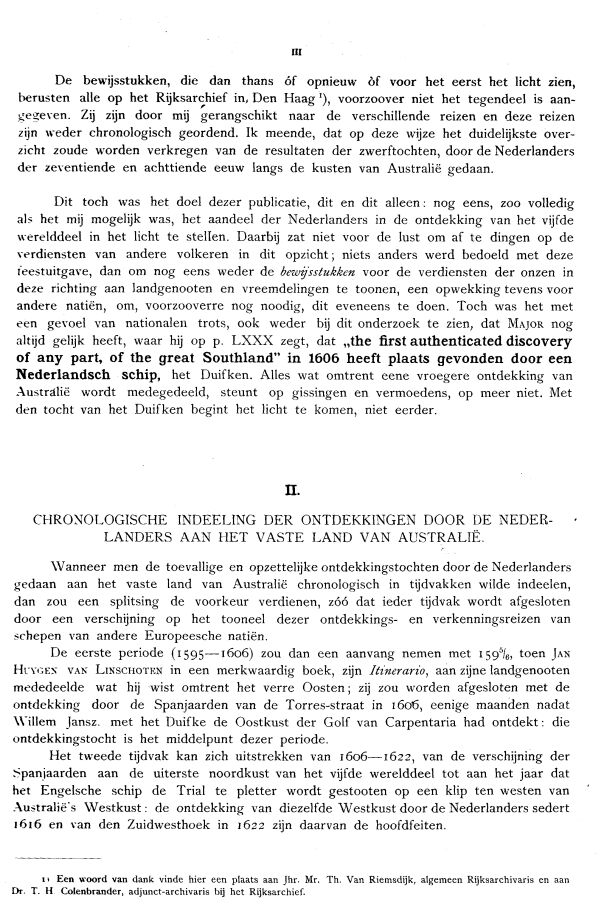 III
De bewijsstukken, die dan thans óf opnieuw òf voor het eerst het licht zien,
berusten alle op het Rijksarchief in Den Haag ¹), voorzoover niet het tegendeel is aan-
gegeven. Zij zijn door mij gerangschikt naar de verschillende reizen en deze reizen
zijn weder chronologisch geordend. Ik meende, dat op deze wijze het duidelijkste over-
zicht zoude worden verkregen van de resultaten der zwerftochten, door de Nederlanders
der zeventiende en achttiende eeuw langs de kusten van Australië gedaan.
Dit toch was het doel dezer publicatie, dit en dit alleen: nog eens, zoo volledig
als het mij mogelijk was, het aandeel der Nederlanders in de ontdekking van het vijfde
werelddeel in het licht te stellen. Daarbij zat niet voor de lust om af te dingen op de
verdiensten van andere volkeren in dit opzicht; niets anders werd bedoeld met deze
feestuitgave, dan om nog eens weder de bewijsstukken voor de verdiensten der onzen in
deze richting aan landgenooten en vreemdelingen te toonen, een opwekking tevens voor
andere natiën, om, voorzooverre nog noodig, dit eveneens te doen. Toch was het met
een gevoel van nationalen trots, ook weder bij dit onderzoek te zien, dat MAJOR nog
altijd gelijk heeft, waar hij op p. LXXX zegt, dat „the first authenticated discovery
of any part, of the great Southland” in 1606 heeft plaats gevonden door een
Nederlandsch schip, het Duifken. Alles wat omtrent eene vroegere ontdekking van
Australië wordt medegedeeld, steunt op gissingen en vermoedens, op meer niet. Met
den tocht van het Duifken begint het licht te komen, niet eerder.
II.
CHRONOLOGISCHE INDEELING DER ONTDEKKINGEN DOOR DE NEDER-
LANDERS AAN HET VASTE LAND VAN AUSTRALIË.
Wanneer men de toevallige en opzettelijke ontdekkingstochten door de Nederlanders
gedaan aan het vaste land van Australië chronologisch in tijdvakken wilde indeelen,
dan zou een splitsing de voorkeur verdienen, zóó dat ieder tijdvak wordt afgesloten
door een verschijning op het tooneel dezer ontdekkings- en verkenningsreizen van
schepen van andere Europeesche natiën.
De eerste periode (1595—1606) zou dan een aanvang nemen met 159⁵/₆, toen JAN
HUYGEN VAN LINSCHOTEN in een merkwaardig boek, zijn Itinerario, aan zijne landgenooten
mededeelde wat hij wist omtrent het verre Oosten; zij zou worden afgesloten met de
ontdekking door de Spanjaarden van de Torres-straat in 1606, eenige maanden nadat
Willem Jansz. met het Duifke de Oostkust der Golf van Carpentaria had ontdekt: die
ontdekkingstocht is het middelpunt dezer periode.
Het tweede tijdvak kan zich uitstrekken van 1606—1622, van de verschijning der
Spanjaarden aan de uiterste noordkust van het vijfde werelddeel tot aan het jaar dat
het Engelsche schip de Trial te pletter wordt gestooten op een klip ten westen van
Australië's Westkust: de ontdekking van diezelfde Westkust door de Nederlanders sedert
1616 en van den Zuidwesthoek in 1622 zijn daarvan de hoofdfeiten.
1) Een woord van dank vinde hier een plaats aan Jhr. Mr. Th. Van Riemsdijk, algemeen Rijksarchivaris en aan
Dr. T. H. Colenbrander, adjunct-archivaris bij het Rijksarchief.